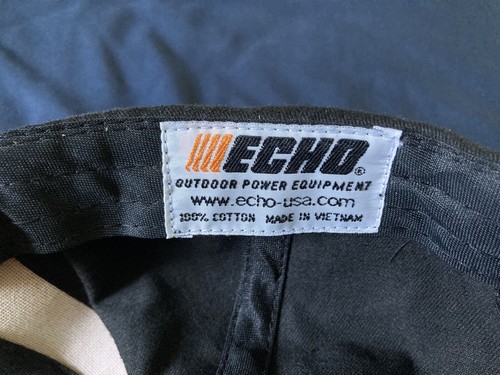 ECHO®
OUTDOOR POWER EQUIPMENT
www.echo-usa.com
100% COTTON MADE IN VIETNAM